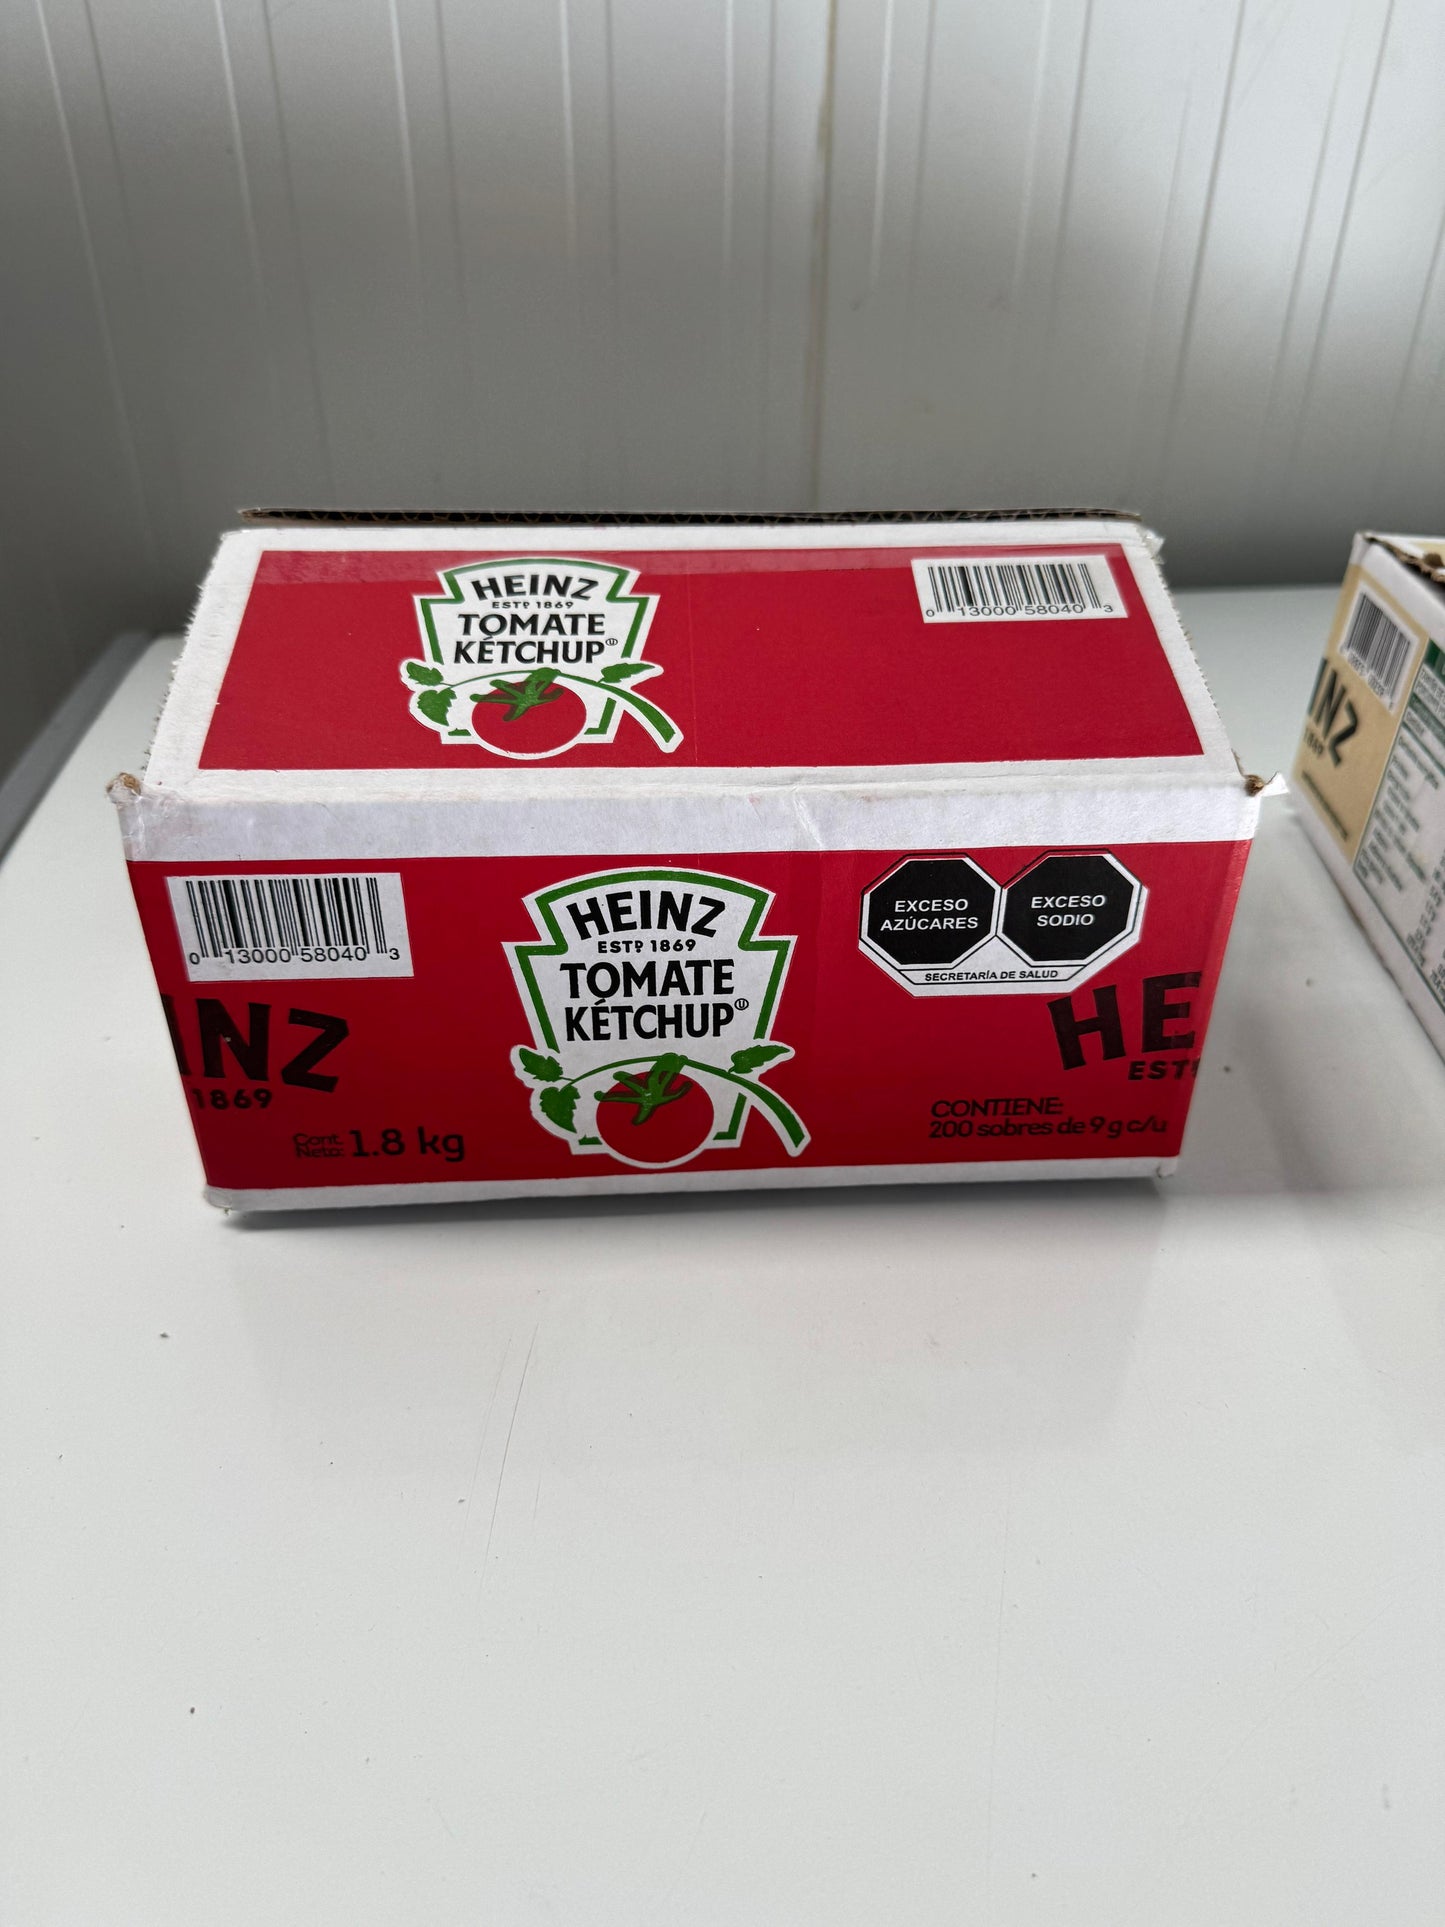 HEINZ
ESTD 1869
TOMATE
KÉTCHUP
0 13000 58040 3
0 13000 58040 3
INZ
1869
Cont. Neto: 1.8 kg
HEINZ
ESTD 1869
TOMATE
KÉTCHUP
EXCESO AZÚCARES
EXCESO SODIO
SECRETARÍA DE SALUD
HE
EST
CONTIENE:
200 sobres de 9 g c/u
INZ
1869